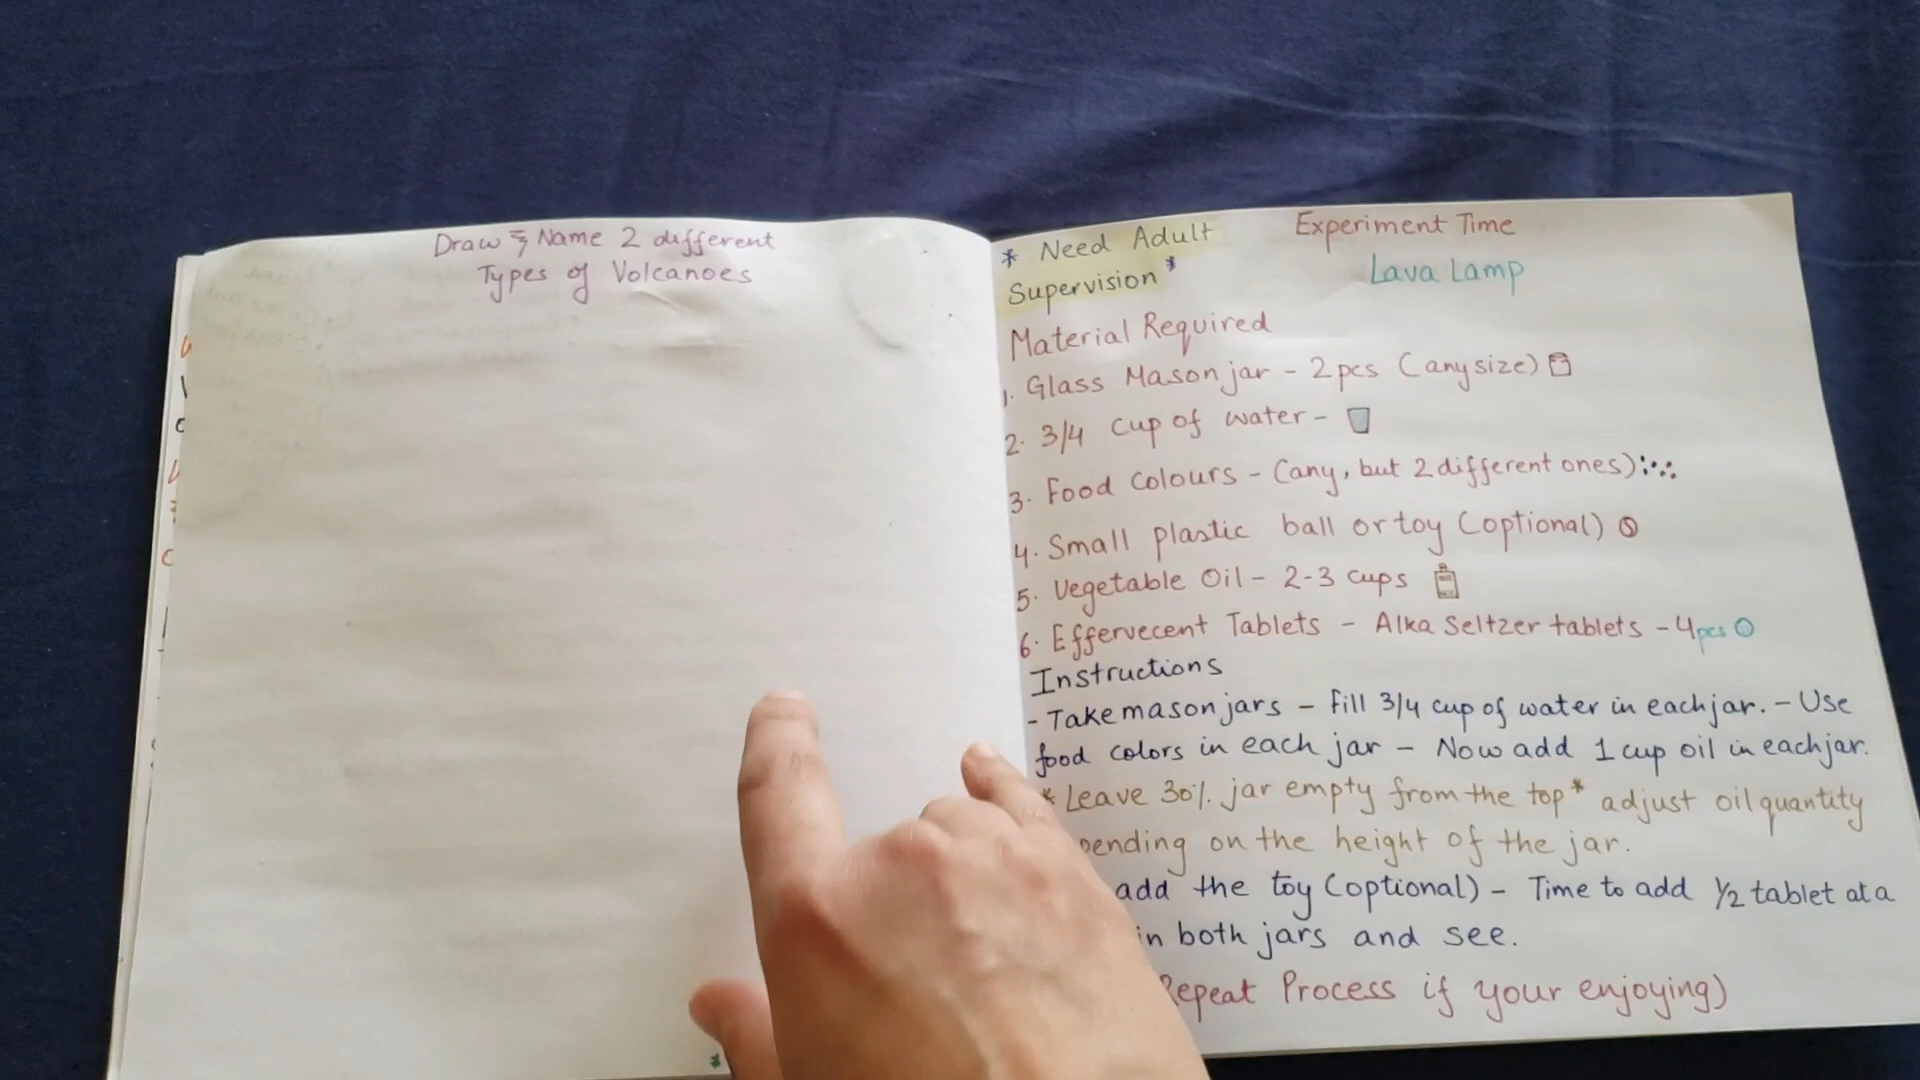 Draw & Name 2 different
Types of Volcanoes
* Need Adult
Supervision *
Experiment Time
Lava Lamp
Material Required
1. Glass Mason jar - 2 pcs (any size)
2. 3/4 cup of water -
3. Food Colours - (any, but 2 different ones)
4. Small plastic ball or toy (optional)
5. Vegetable Oil - 2-3 cups
6. Effervecent Tablets - Alka Seltzer tablets - 4 pcs
Instructions
- Take mason jars - fill 3/4 cup of water in each jar. - Use
food colors in each jar - Now add 1 cup oil in each jar.
* Leave 30% jar empty from the top * adjust oil quantity
pending on the height of the jar.
add the toy (optional) - Time to add 1/2 tablet at a
in both jars and see.
Repeat Process if your enjoying)